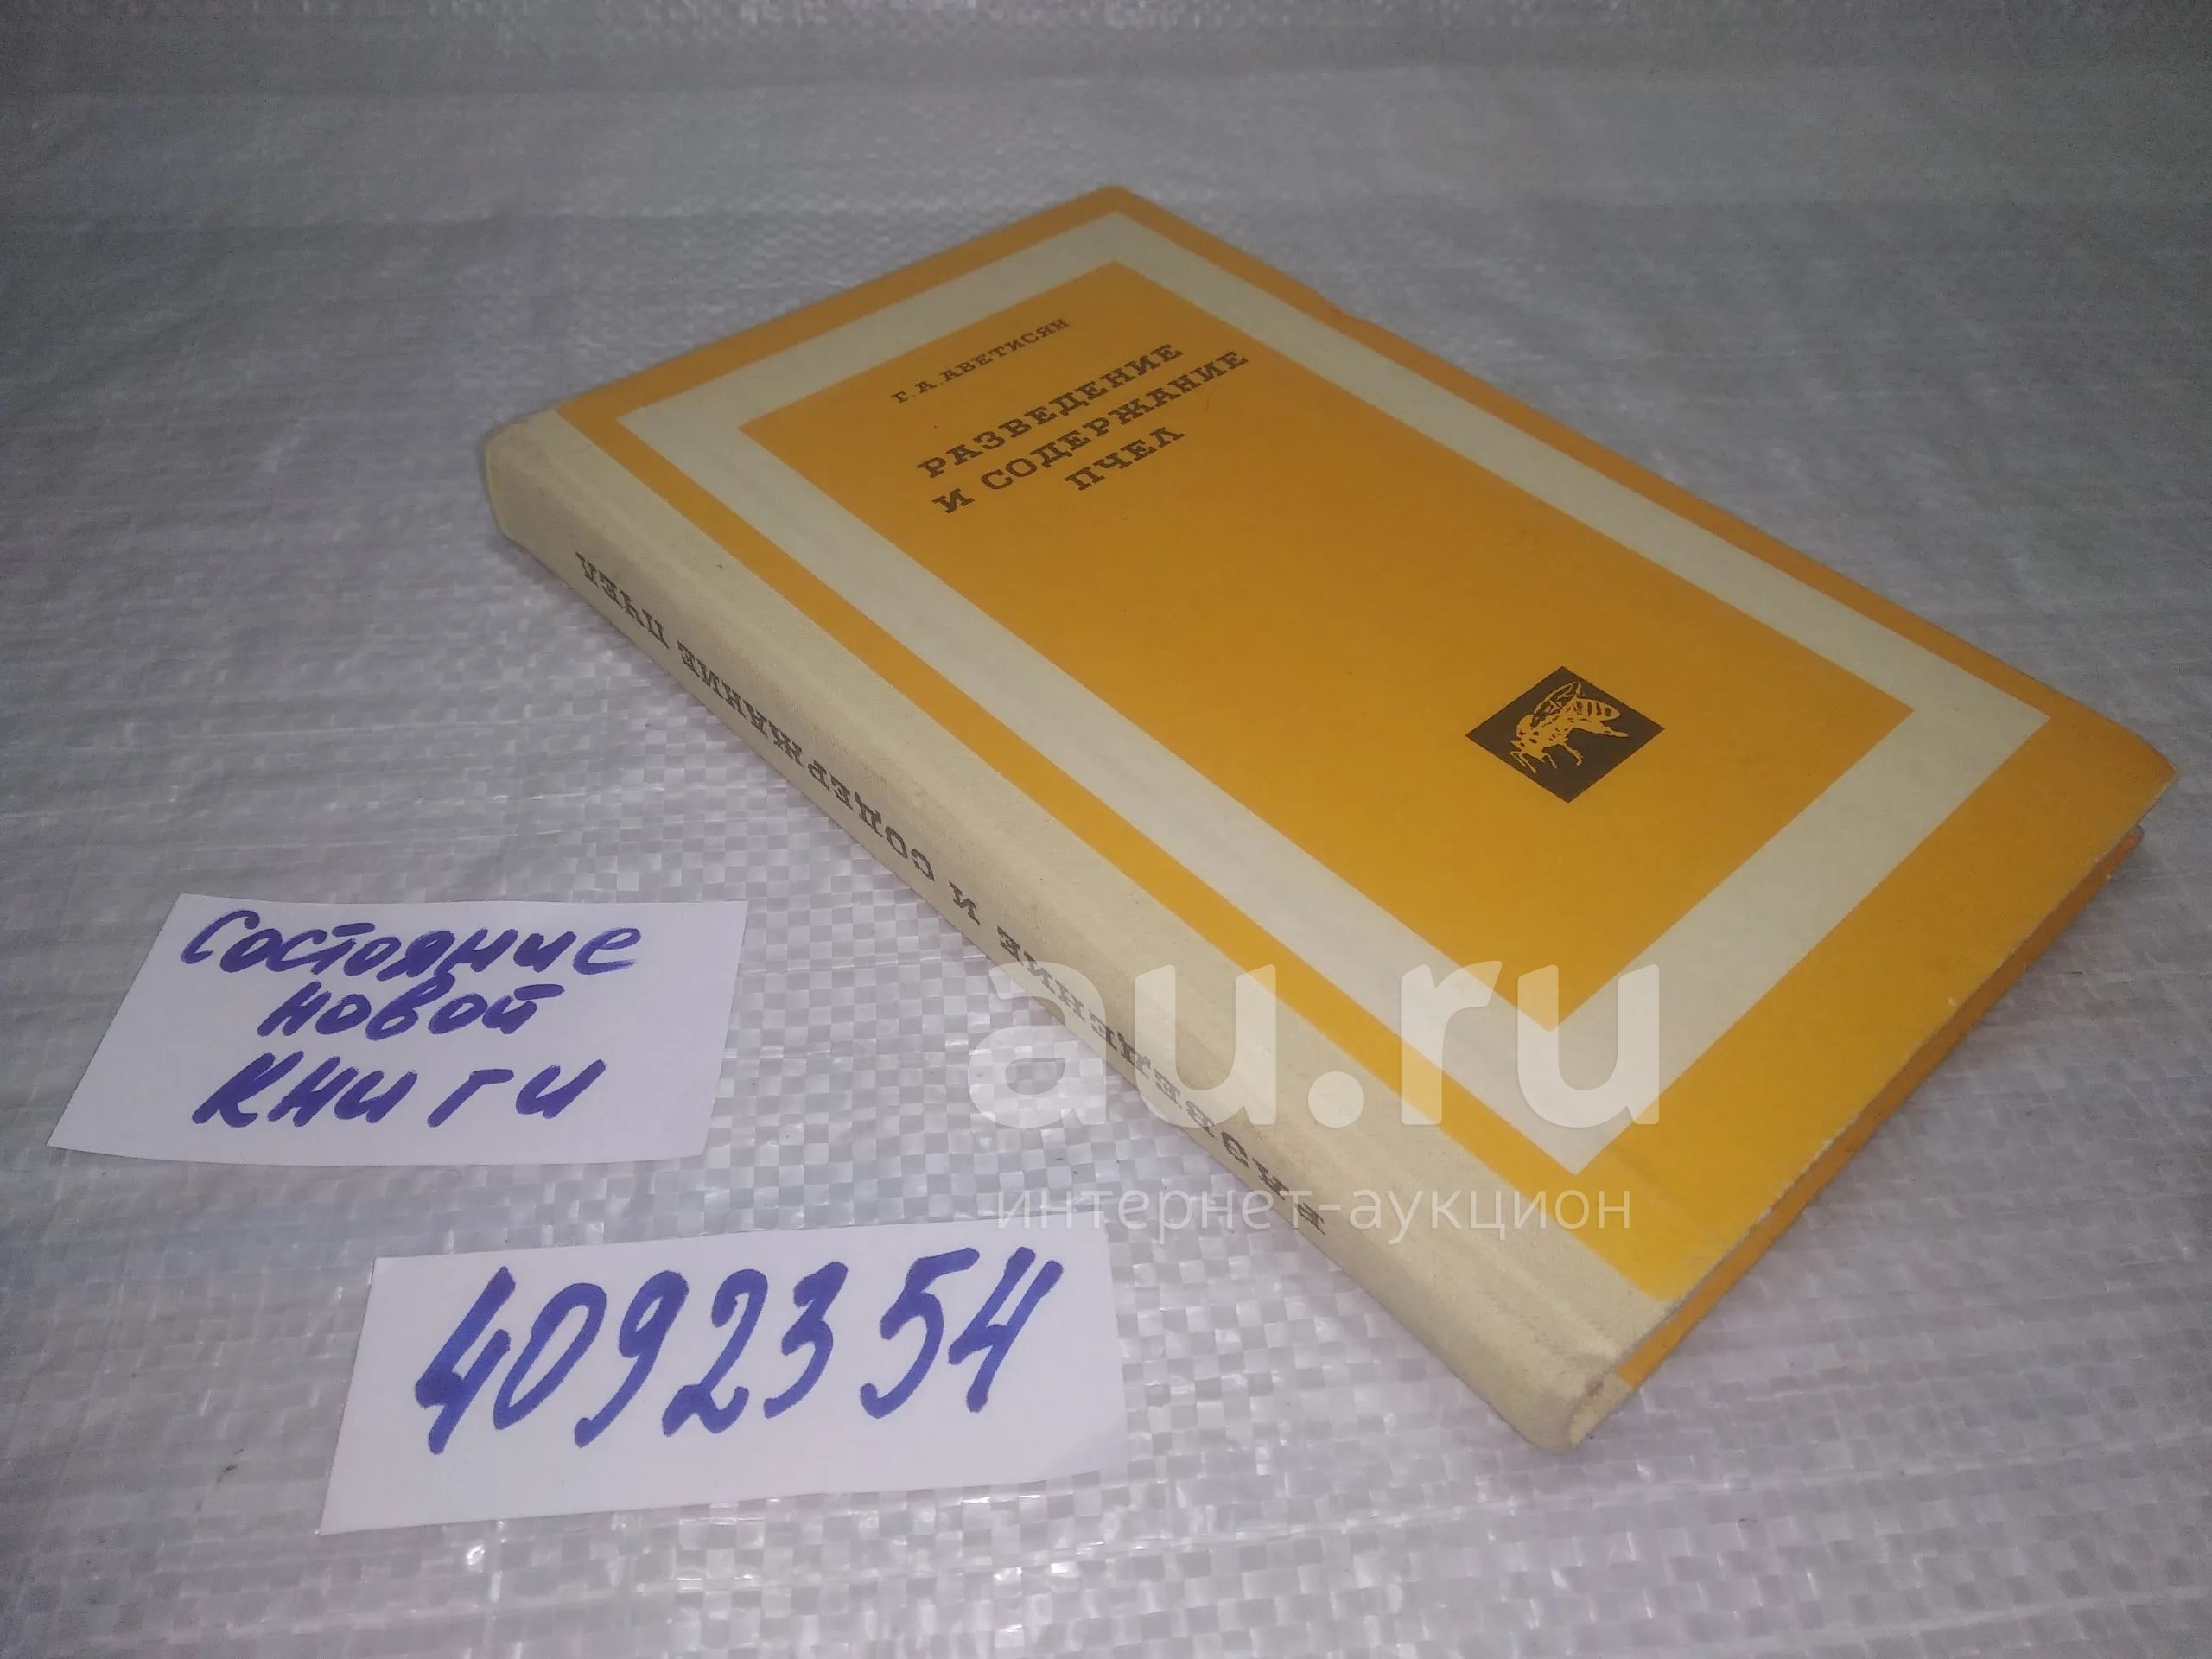 Г. А. АВЕТИСЯН
РАЗВЕДЕНИЕ
И СОДЕРЖАНИЕ
ПЧЕЛ
РАЗВЕДЕНИЕ И СОДЕРЖАНИЕ ПЧЕЛ
Состояние
новой
книги
4092354
au.ru
интернет-аукцион